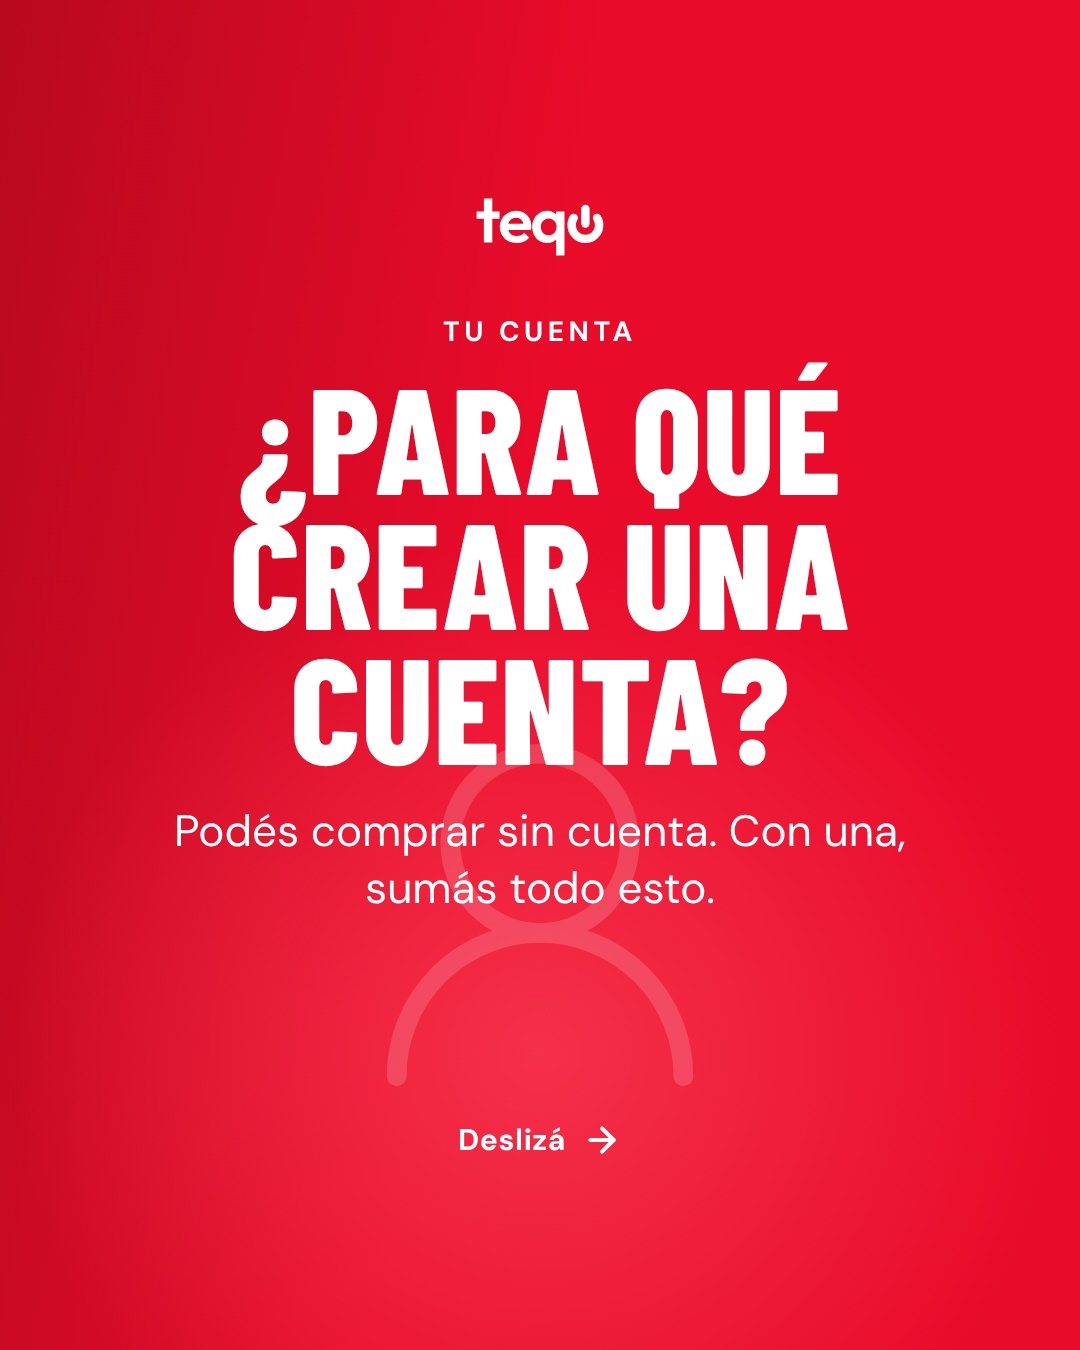 teqo
TU CUENTA
¿PARA QUÉ
CREAR UNA
CUENTA?
Podés comprar sin cuenta. Con una,
sumás todo esto.
Deslizá →